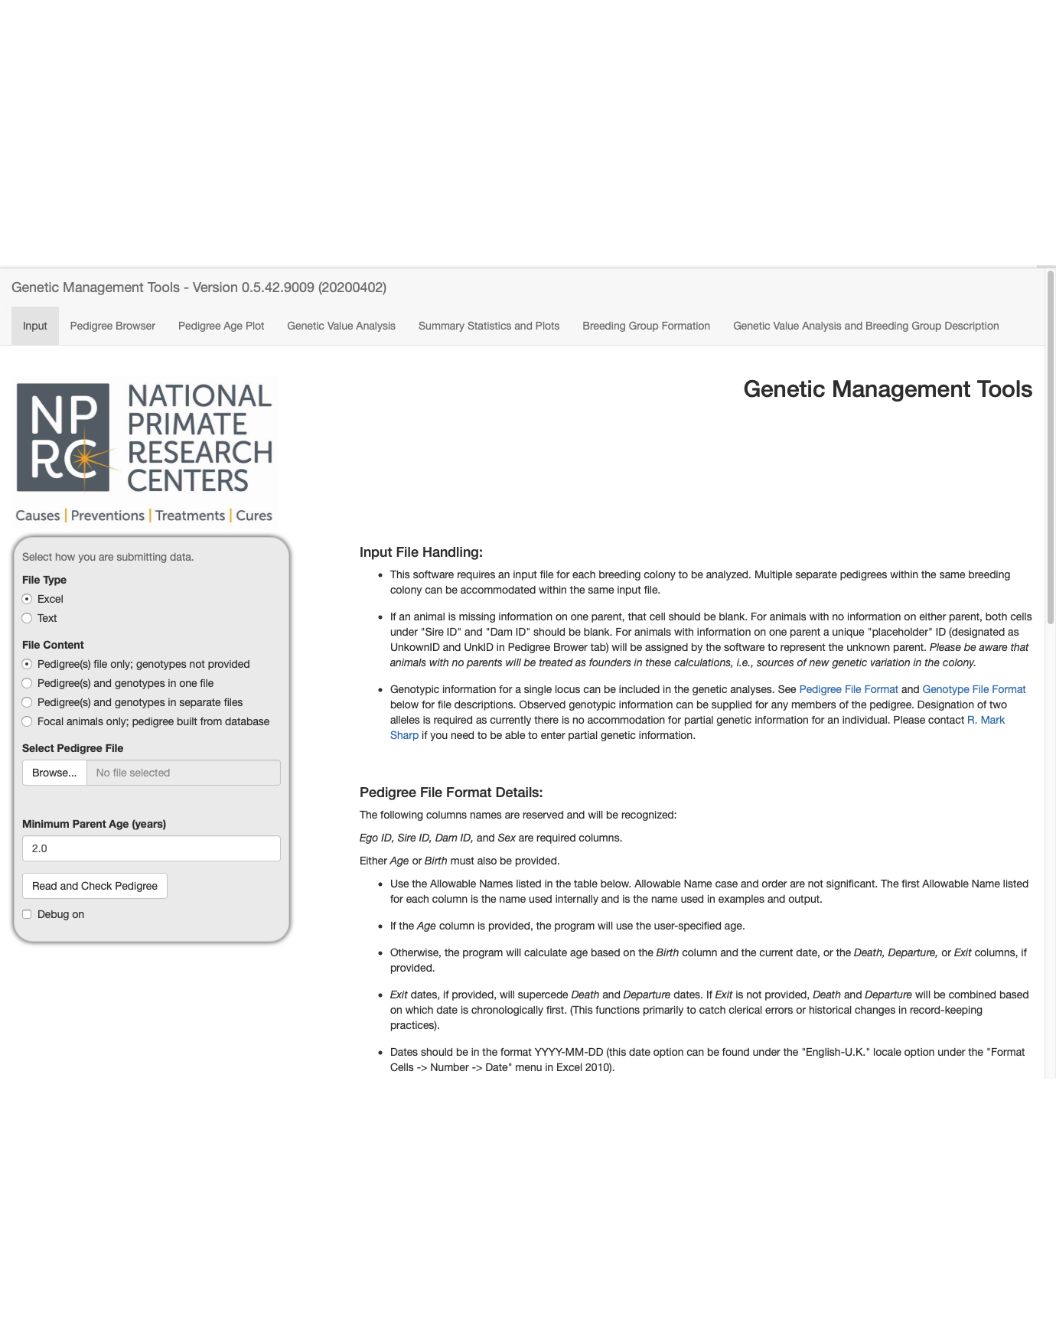 Genetic Management Tools - Version 0.5.42.9009 (20200402)
Input Pedigree Browser Pedigree Age Plot Genetic Value Analysis Summary Statistics and Plots Breeding Group Formation Genetic Value Analysis and Breeding Group Description
NP
RC
NATIONAL
PRIMATE
RESEARCH
CENTERS
Causes | Preventions | Treatments | Cures
Genetic Management Tools
Select how you are submitting data.
File Type
Excel
Text
File Content
Pedigree(s) file only; genotypes not provided
Pedigree(s) and genotypes in one file
Pedigree(s) and genotypes in separate files
Focal animals only; pedigree built from database
Select Pedigree File
Browse... No file selected
Minimum Parent Age (years)
2.0
Read and Check Pedigree
Debug on
Input File Handling:
• This software requires an input file for each breeding colony to be analyzed. Multiple separate pedigrees within the same breeding
colony can be accommodated within the same input file.
• If an animal is missing information on one parent, that cell should be blank. For animals with no information on either parent, both cells
under "Sire ID" and "Dam ID" should be blank. For animals with information on one parent a unique "placeholder" ID (designated as
UnkownID and UnkID in Pedigree Brower tab) will be assigned by the software to represent the unknown parent. Please be aware that
animals with no parents will be treated as founders in these calculations, i.e., sources of new genetic variation in the colony.
• Genotypic information for a single locus can be included in the genetic analyses. See Pedigree File Format and Genotype File Format
below for file descriptions. Observed genotypic information can be supplied for any members of the pedigree. Designation of two
alleles is required as currently there is no accommodation for partial genetic information for an individual. Please contact R. Mark
Sharp if you need to be able to enter partial genetic information.
Pedigree File Format Details:
The following columns names are reserved and will be recognized:
Ego ID, Sire ID, Dam ID, and Sex are required columns.
Either Age or Birth must also be provided.
• Use the Allowable Names listed in the table below. Allowable Name case and order are not significant. The first Allowable Name listed
for each column is the name used internally and is the name used in examples and output.
• If the Age column is provided, the program will use the user-specified age.
• Otherwise, the program will calculate age based on the Birth column and the current date, or the Death, Departure, or Exit columns, if
provided.
• Exit dates, if provided, will supercede Death and Departure dates. If Exit is not provided, Death and Departure will be combined based
on which date is chronologically first. (This functions primarily to catch clerical errors or historical changes in record-keeping
practices).
• Dates should be in the format YYYY-MM-DD (this date option can be found under the "English-U.K." locale option under the "Format
Cells -> Number -> Date" menu in Excel 2010).